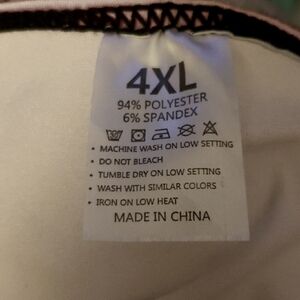 4XL
94% POLYESTER
6% SPANDEX
• MACHINE WASH ON LOW SETTING
• DO NOT BLEACH
• TUMBLE DRY ON LOW SETTING
• WASH WITH SIMILAR COLORS
• IRON ON LOW HEAT
MADE IN CHINA